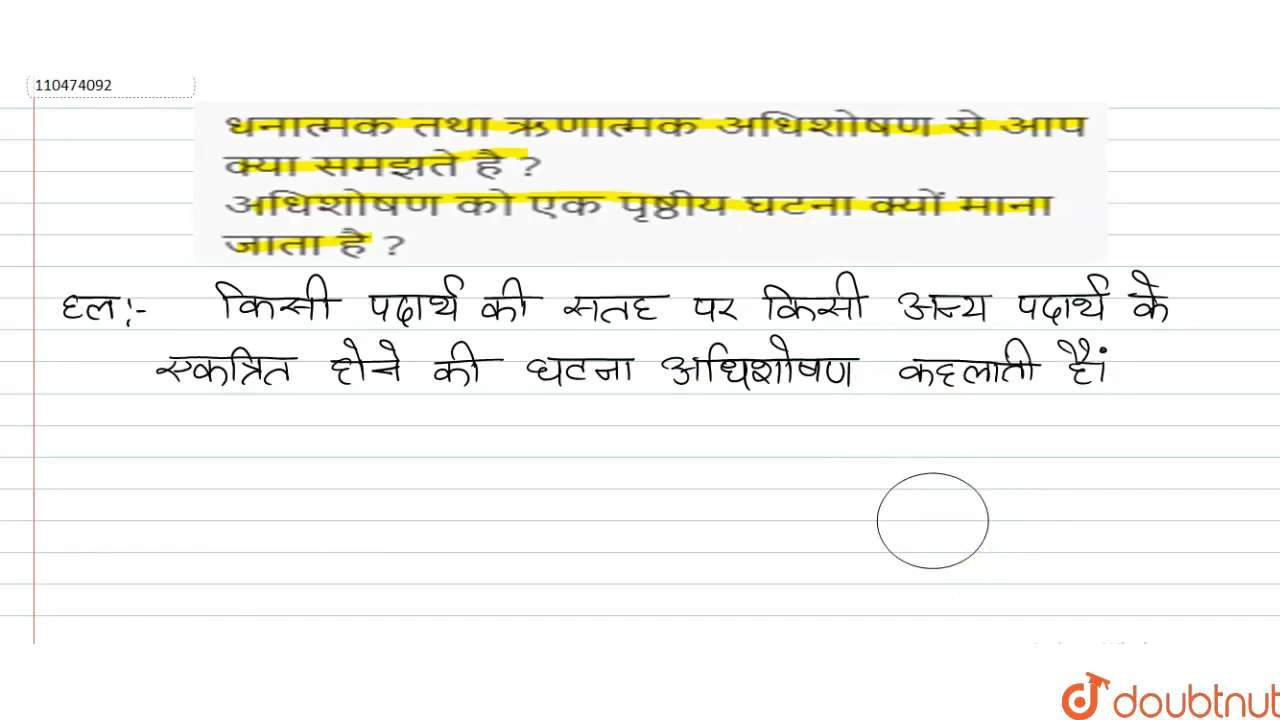 110474092
धनात्मक तथा ऋणात्मक अधिशोषण से आप
क्या समझते है ?
अधिशोषण को एक पृष्ठीय घटना क्यों माना
जाता है ?
हल:- किसी पदार्थ की सतह पर किसी अन्य पदार्थ के
एकत्रित होने की घटना अधिशोषण कहलाती है।
doubtnut